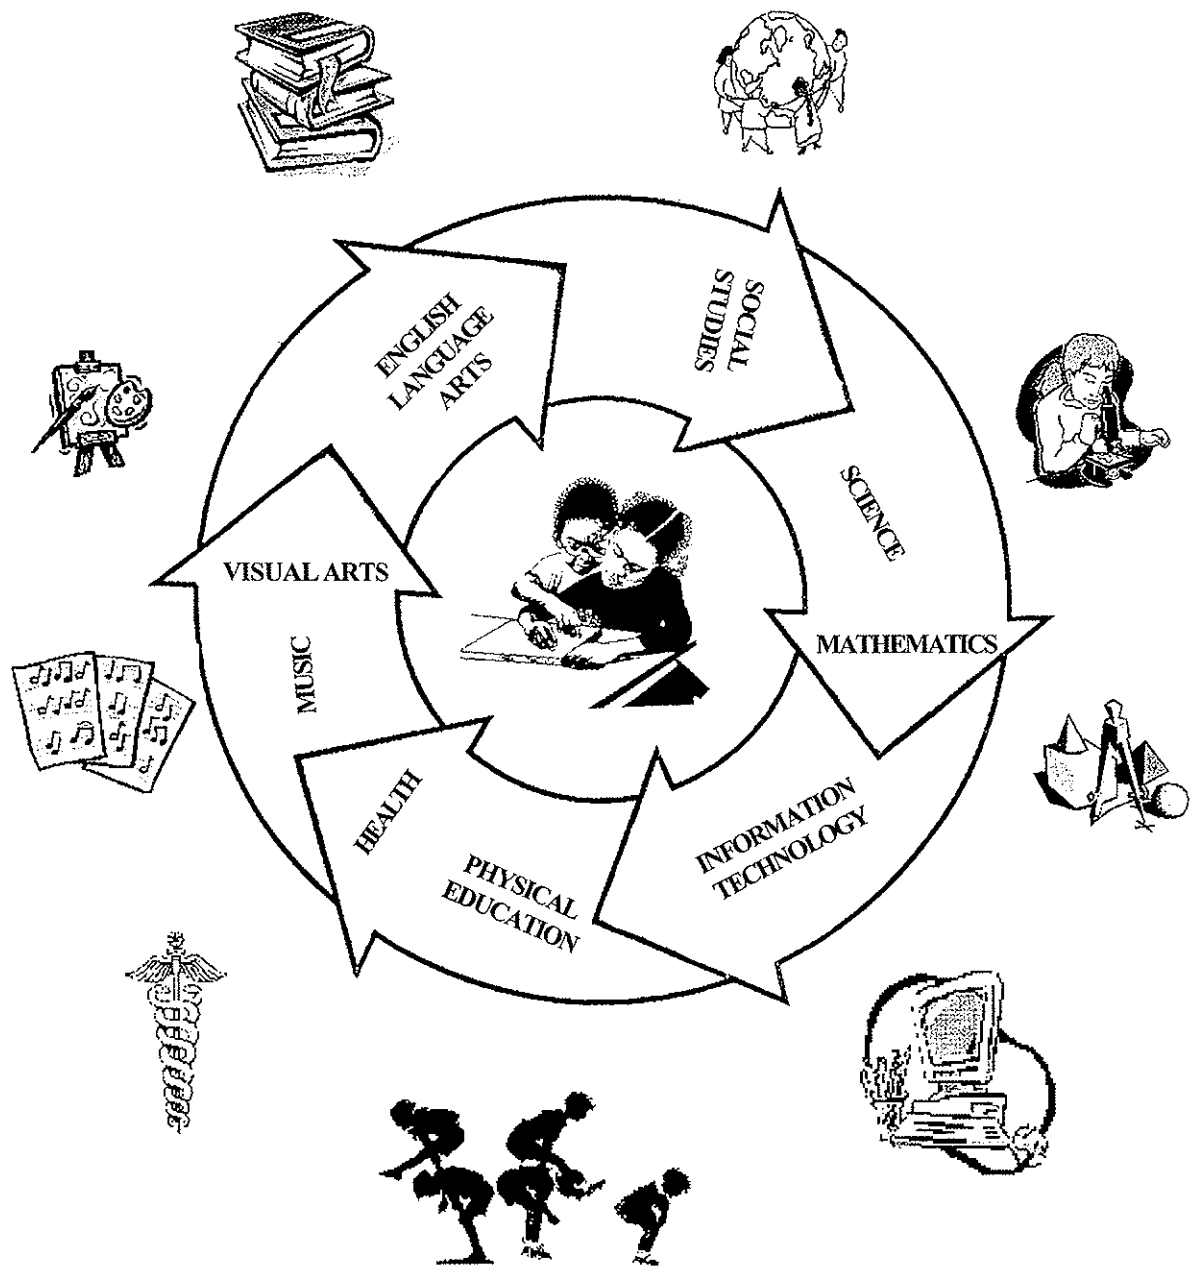 ENGLISH
LANGUAGE
ARTS
SOCIAL
STUDIES
SCIENCE
MATHEMATICS
INFORMATION
TECHNOLOGY
PHYSICAL
EDUCATION
HEALTH
MUSIC
VISUAL ARTS